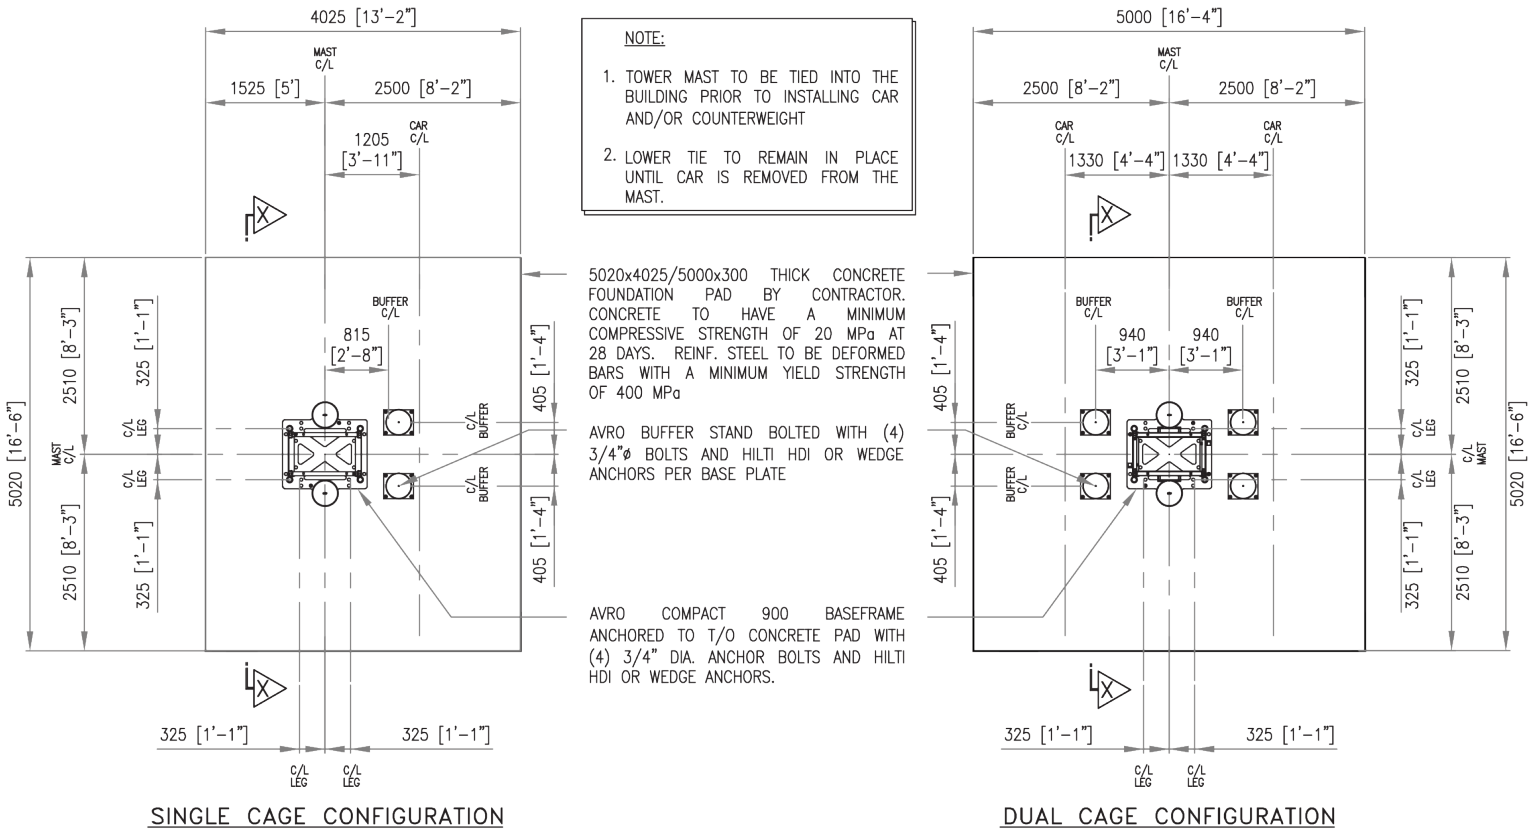 4025 [13'-2"]
MAST
C/L
1525 [5']
2500 [8'-2"]
CAR
C/L
1205
[3'-11"]
X
BUFFER
C/L
815
[2'-8"]
5020 [16'-6"]
2510 [8'-3"]
2510 [8'-3"]
325 [1'-1"]
325 [1'-1"]
MAST
C/L
C/L
LEG
C/L
LEG
C/L
BUFFER
C/L
BUFFER
405 [1'-4"]
405 [1'-4"]
X
325 [1'-1"]
325 [1'-1"]
C/L
LEG
C/L
LEG
SINGLE CAGE CONFIGURATION
NOTE:
1. TOWER MAST TO BE TIED INTO THE
BUILDING PRIOR TO INSTALLING CAR
AND/OR COUNTERWEIGHT
2. LOWER TIE TO REMAIN IN PLACE
UNTIL CAR IS REMOVED FROM THE
MAST.
5020x4025/5000x300 THICK CONCRETE
FOUNDATION PAD BY CONTRACTOR.
CONCRETE TO HAVE A MINIMUM
COMPRESSIVE STRENGTH OF 20 MPa AT
28 DAYS. REINF. STEEL TO BE DEFORMED
BARS WITH A MINIMUM YIELD STRENGTH
OF 400 MPa
AVRO BUFFER STAND BOLTED WITH (4)
3/4"ø BOLTS AND HILTI HDI OR WEDGE
ANCHORS PER BASE PLATE
AVRO COMPACT 900 BASEFRAME
ANCHORED TO T/O CONCRETE PAD WITH
(4) 3/4" DIA. ANCHOR BOLTS AND HILTI
HDI OR WEDGE ANCHORS.
5000 [16'-4"]
MAST
C/L
2500 [8'-2"]
2500 [8'-2"]
CAR
C/L
CAR
C/L
1330 [4'-4"]
1330 [4'-4"]
X
BUFFER
C/L
BUFFER
C/L
940
[3'-1"]
940
[3'-1"]
405 [1'-4"]
405 [1'-4"]
C/L
BUFFER
C/L
BUFFER
325 [1'-1"]
325 [1'-1"]
C/L
LEG
C/L
LEG
C/L
MAST
2510 [8'-3"]
2510 [8'-3"]
5020 [16'-6"]
X
325 [1'-1"]
325 [1'-1"]
C/L
LEG
C/L
LEG
DUAL CAGE CONFIGURATION